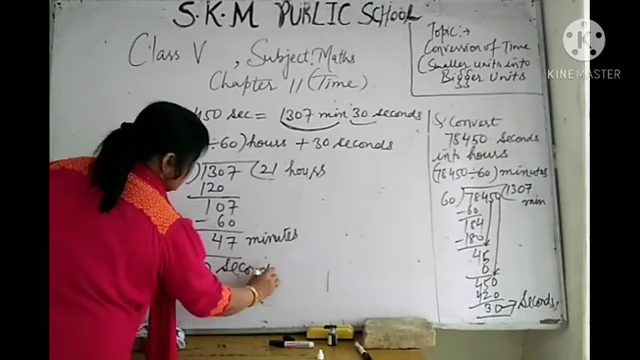 S.K.M PUBLIC SCHOOL
Class V, Subject, Maths
Chapter 11 (Time)
450 sec = 1307 min 30 seconds
÷60) hours + 30 seconds
) 1307 ( 21 hours
120
107
- 60
47 minutes
Topic :→
Conversion of Time
(Smaller units into
Bigger Units
KINEMASTER
Convert
78450 seconds
into hours
(78450÷60) minutes
60) 78450 (1307 min
- 60
184
- 180
45
0
450
420
30 → Seconds.